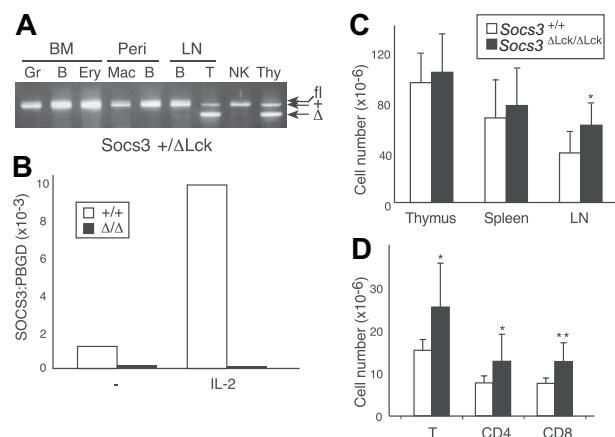 A
BM Peri LN
Gr B Ery Mac B B T NK Thy
fl
+
Δ
Socs3 +/ΔLck
B
SOCS3:PBGD (x10-3)
10
8
6
4
2
0
+/+
Δ/Δ
- IL-2
C
Cell number (x10-6)
120
80
40
0
Socs3 +/+
Socs3 ΔLck/ΔLck
*
Thymus Spleen LN
D
Cell number (x10-6)
30
20
10
0
*
*
**
T CD4 CD8